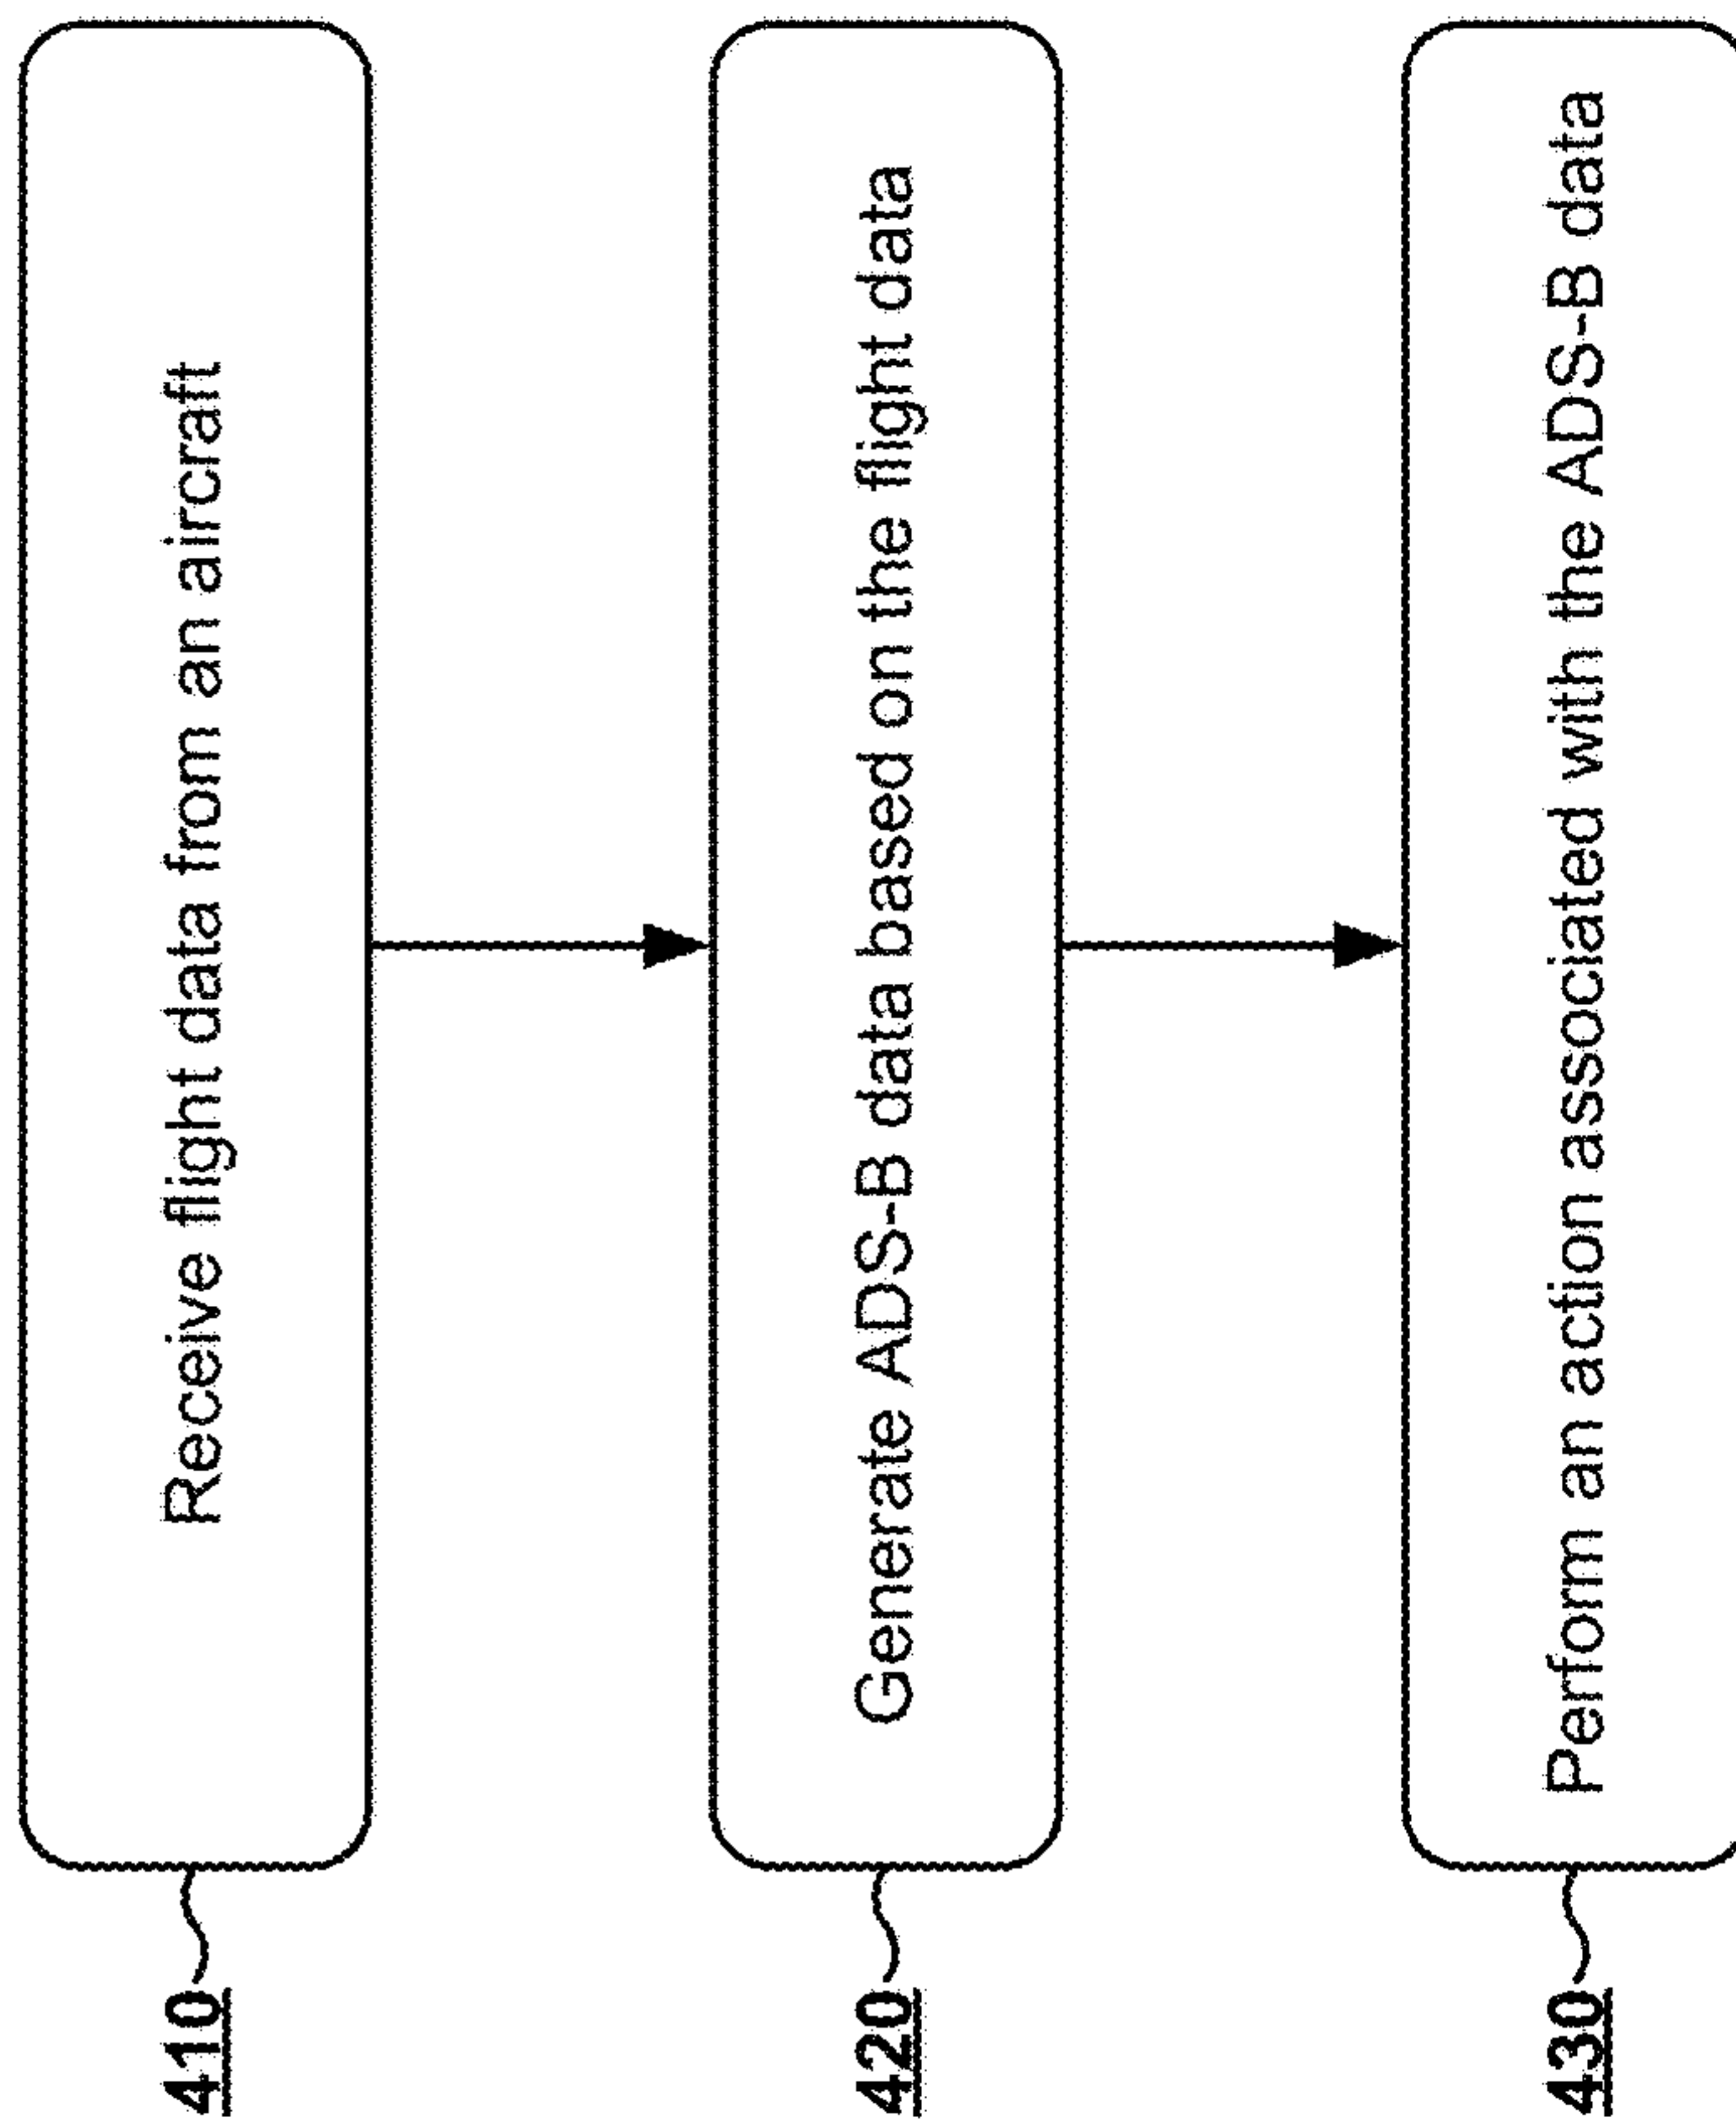 410
Receive flight data from an aircraft
420
Generate ADS-B data based on the flight data
430
Perform an action associated with the ADS-B data